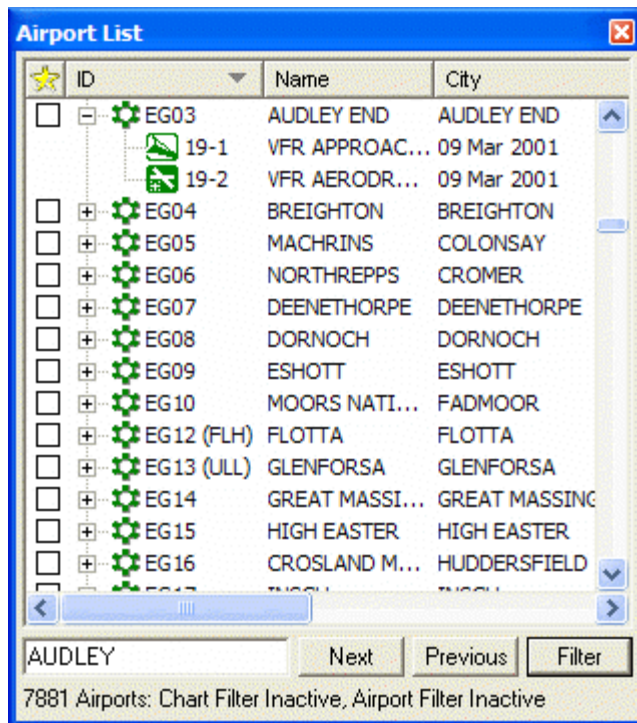 Airport List
ID Name City
EG03 AUDLEY END AUDLEY END
19-1 VFR APPROAC... 09 Mar 2001
19-2 VFR AERODR... 09 Mar 2001
EG04 BREIGHTON BREIGHTON
EG05 MACHRINS COLONSAY
EG06 NORTHREPPS CROMER
EG07 DEENETHORPE DEENETHORPE
EG08 DORNOCH DORNOCH
EG09 ESHOTT ESHOTT
EG10 MOORS NATI... FADMOOR
EG12 (FLH) FLOTTA FLOTTA
EG13 (ULL) GLENFORSA GLENFORSA
EG14 GREAT MASSI... GREAT MASSING
EG15 HIGH EASTER HIGH EASTER
EG16 CROSLAND M... HUDDERSFIELD
AUDLEY Next Previous Filter
7881 Airports: Chart Filter Inactive, Airport Filter Inactive